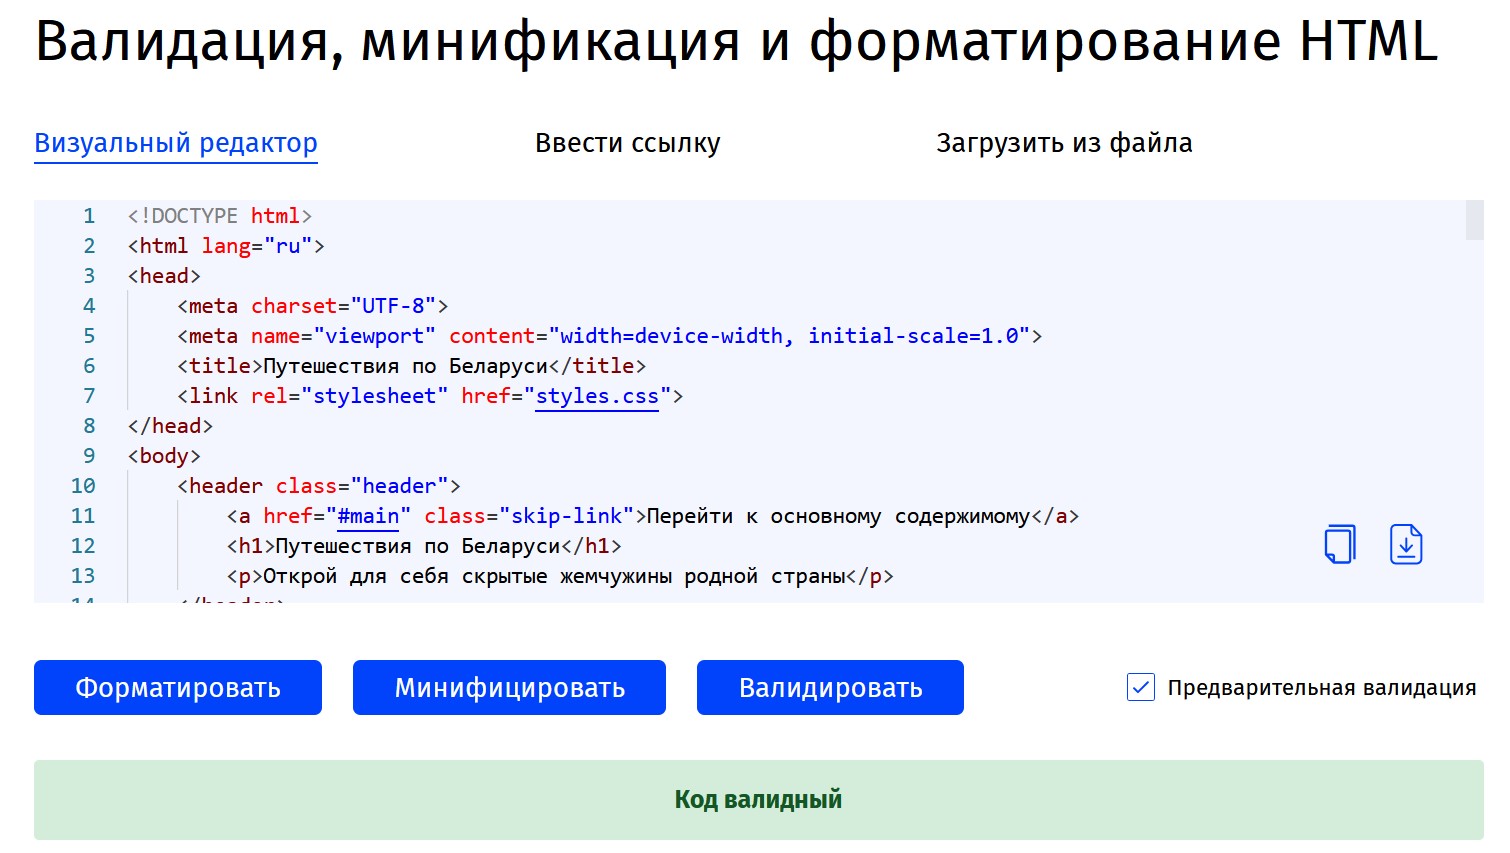 Валидация, минификация и форматирование HTML
Визуальный редактор Ввести ссылку Загрузить из файла
1 <!DOCTYPE html>
2 <html lang="ru">
3 <head>
4 <meta charset="UTF-8">
5 <meta name="viewport" content="width=device-width, initial-scale=1.0">
6 <title>Путешествия по Беларуси</title>
7 <link rel="stylesheet" href="styles.css">
8 </head>
9 <body>
10 <header class="header">
11 <a href="#main" class="skip-link">Перейти к основному содержимому</a>
12 <h1>Путешествия по Беларуси</h1>
13 <p>Открой для себя скрытые жемчужины родной страны</p>
14 </header>
Форматировать Минифицировать Валидировать Предварительная валидация
Код валидный